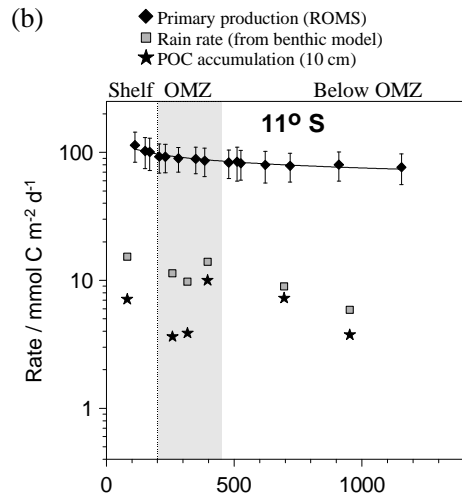 (b)
Primary production (ROMS)
Rain rate (from benthic model)
POC accumulation (10 cm)
Shelf OMZ Below OMZ
11º S
100
10
1
Rate / mmol C m⁻² d⁻¹
0 500 1000